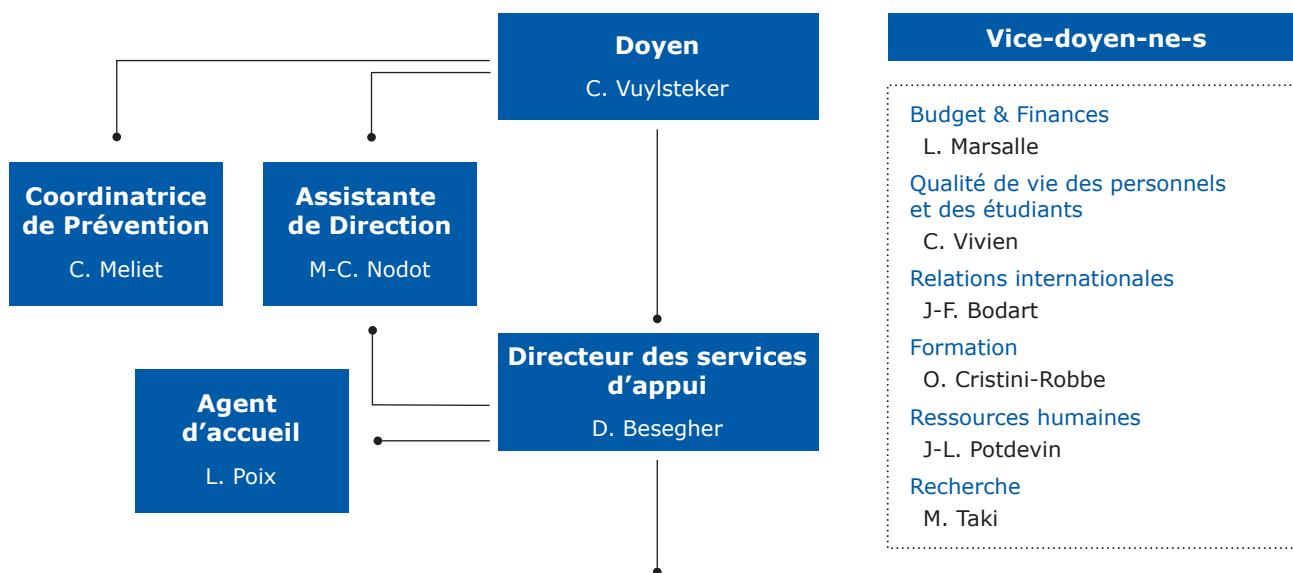 Doyen
C. Vuylsteker
Coordinatrice
de Prévention
C. Meliet
Assistante
de Direction
M-C. Nodot
Directeur des services
d’appui
D. Besegher
Agent
d’accueil
L. Poix
Vice-doyen-ne-s
Budget & Finances
L. Marsalle
Qualité de vie des personnels
et des étudiants
C. Vivien
Relations internationales
J-F. Bodart
Formation
O. Cristini-Robbe
Ressources humaines
J-L. Potdevin
Recherche
M. Taki